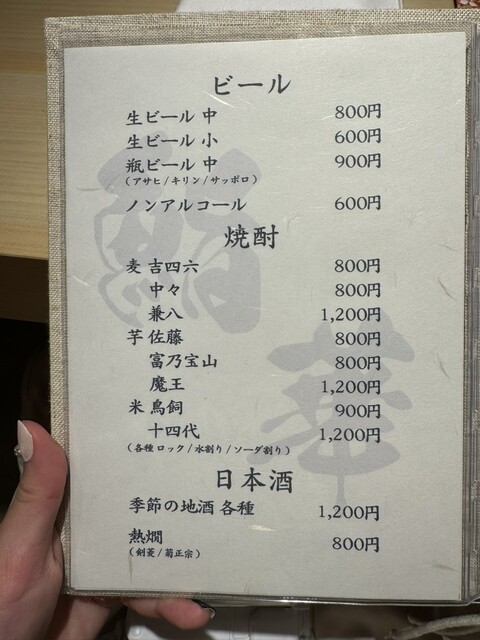 ビール
生ビール 中 800円
生ビール 小 600円
瓶ビール 中 900円
(アサヒ/キリン/サッポロ)
ノンアルコール 600円
焼酎
麦 吉四六 800円
中々 800円
兼八 1,200円
芋 佐藤 800円
富乃宝山 800円
魔王 1,200円
米 鳥飼 900円
十四代 1,200円
(各種ロック/水割り/ソーダ割り)
日本酒
季節の地酒 各種 1,200円
熱燗 800円
(剣菱/菊正宗)